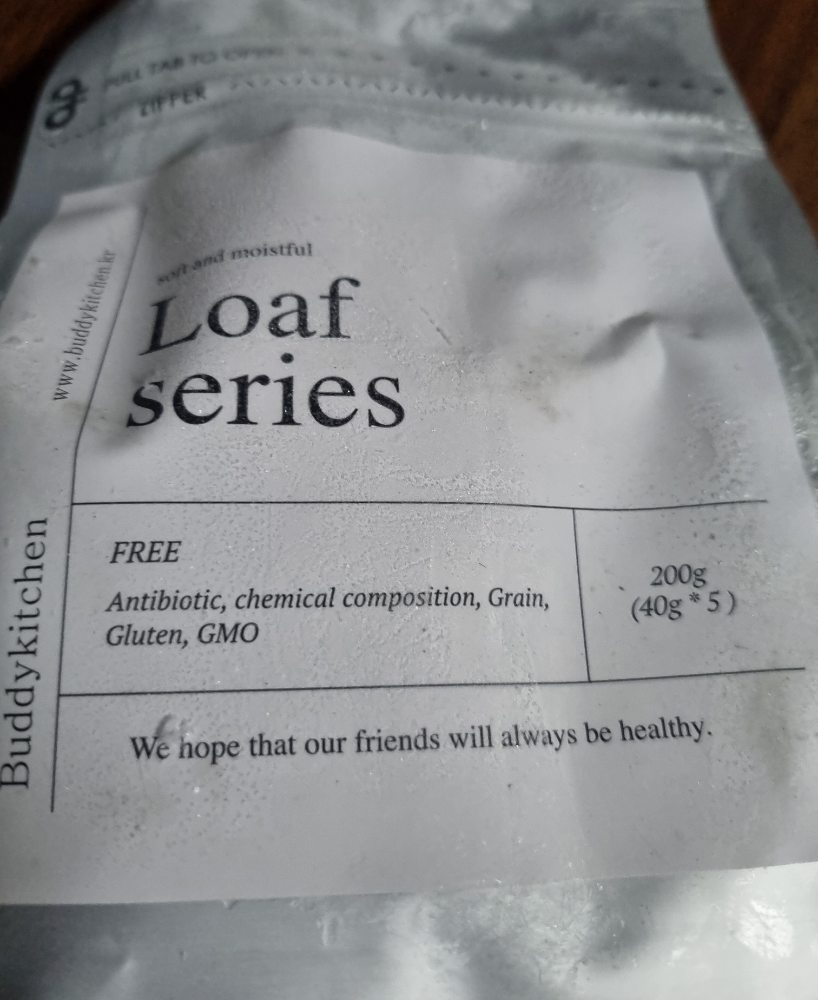 PULL TAB TO OPEN
ZIPPER
soft and moistful
Loaf
series
www.buddykitchen.kr
Buddykitchen
FREE
Antibiotic, chemical composition, Grain,
Gluten, GMO
200g
(40g * 5 )
We hope that our friends will always be healthy.